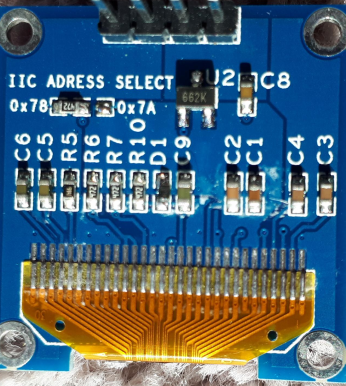 IIC ADRESS SELECT
U2
C8
662K
0x78
0x7A
C6
C5
R5
R6
R7
R10
D1
C9
C2
C1
C4
C3